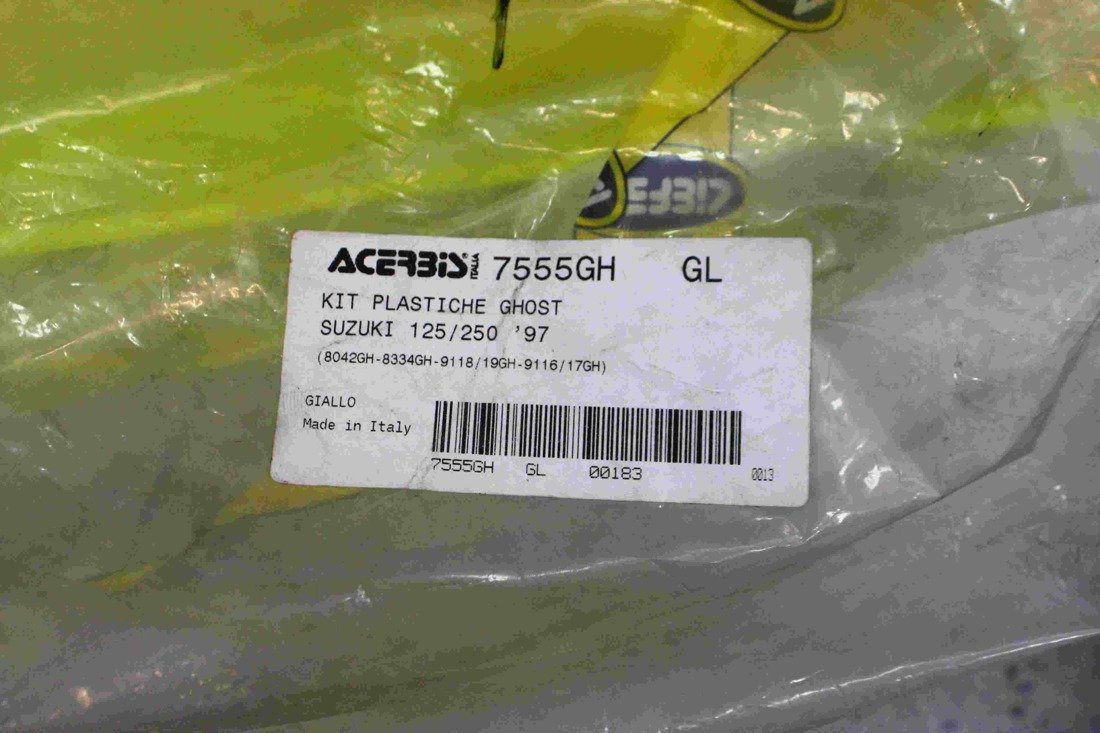 ACERBIS® ITALIA 7555GH GL
KIT PLASTICHE GHOST
SUZUKI 125/250 '97
(8042GH-8334GH-9118/19GH-9116/17GH)
GIALLO
Made in Italy
7555GH GL 00183 0013